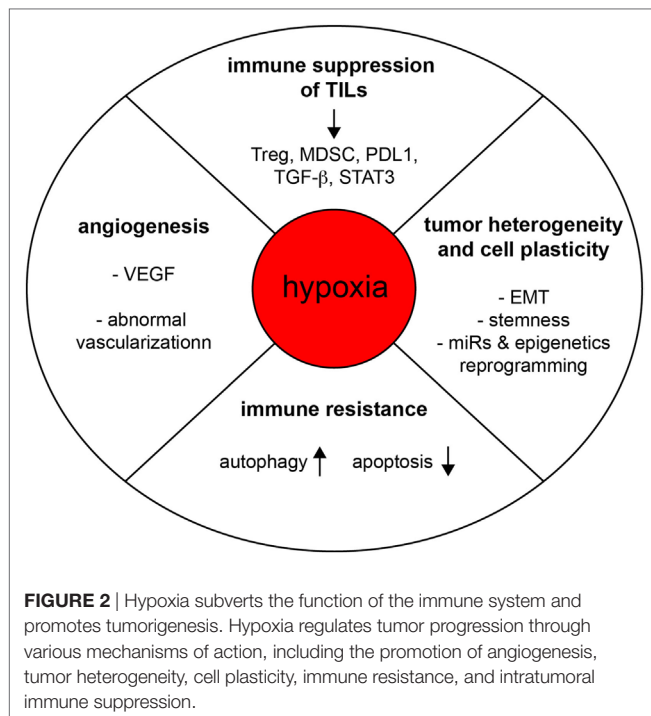 immune suppression
of TILs
Treg, MDSC, PDL1,
TGF-β, STAT3
angiogenesis
- VEGF
- abnormal
vascularizationn
hypoxia
tumor heterogeneity
and cell plasticity
- EMT
- stemness
- miRs & epigenetics
reprogramming
immune resistance
autophagy ↑ apoptosis ↓
FIGURE 2 | Hypoxia subverts the function of the immune system and
promotes tumorigenesis. Hypoxia regulates tumor progression through
various mechanisms of action, including the promotion of angiogenesis,
tumor heterogeneity, cell plasticity, immune resistance, and intratumoral
immune suppression.